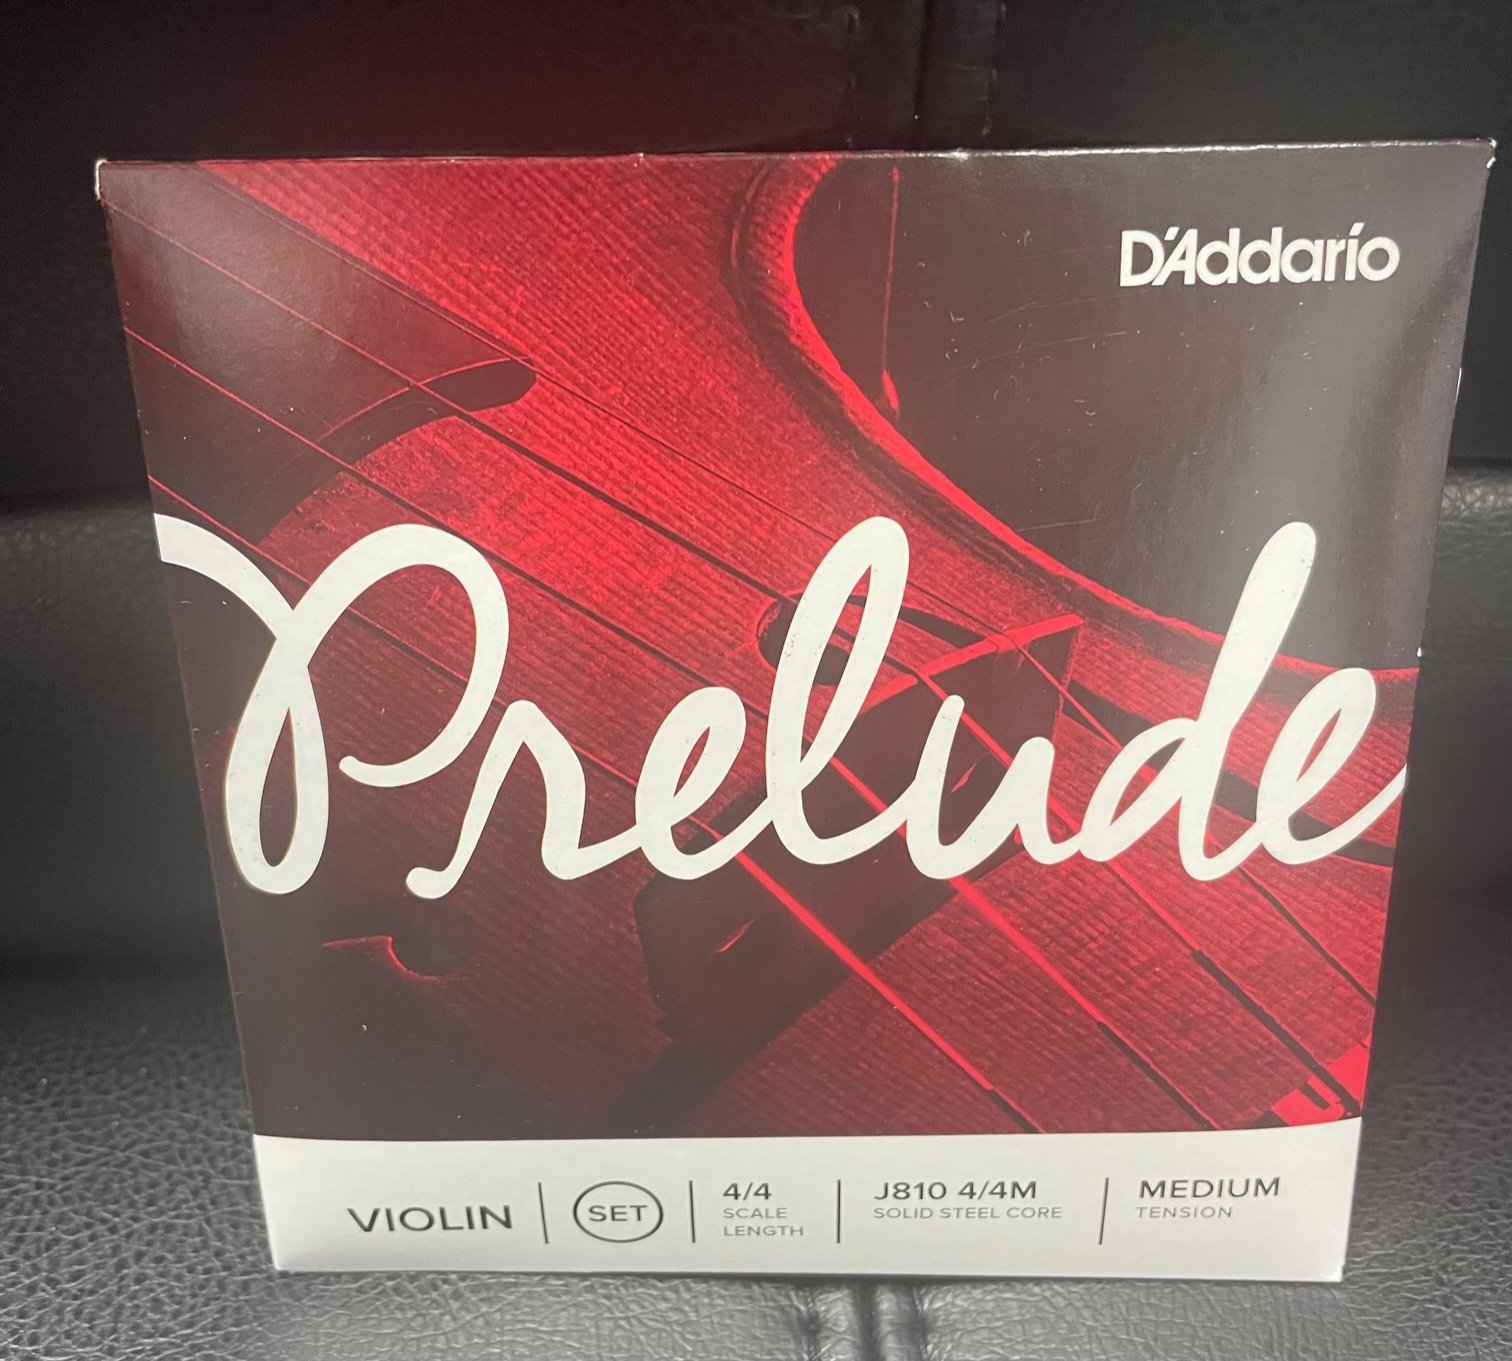 D'Addario
Prelude
VIOLIN
SET
4/4
SCALE
LENGTH
J810 4/4M
SOLID STEEL CORE
MEDIUM
TENSION